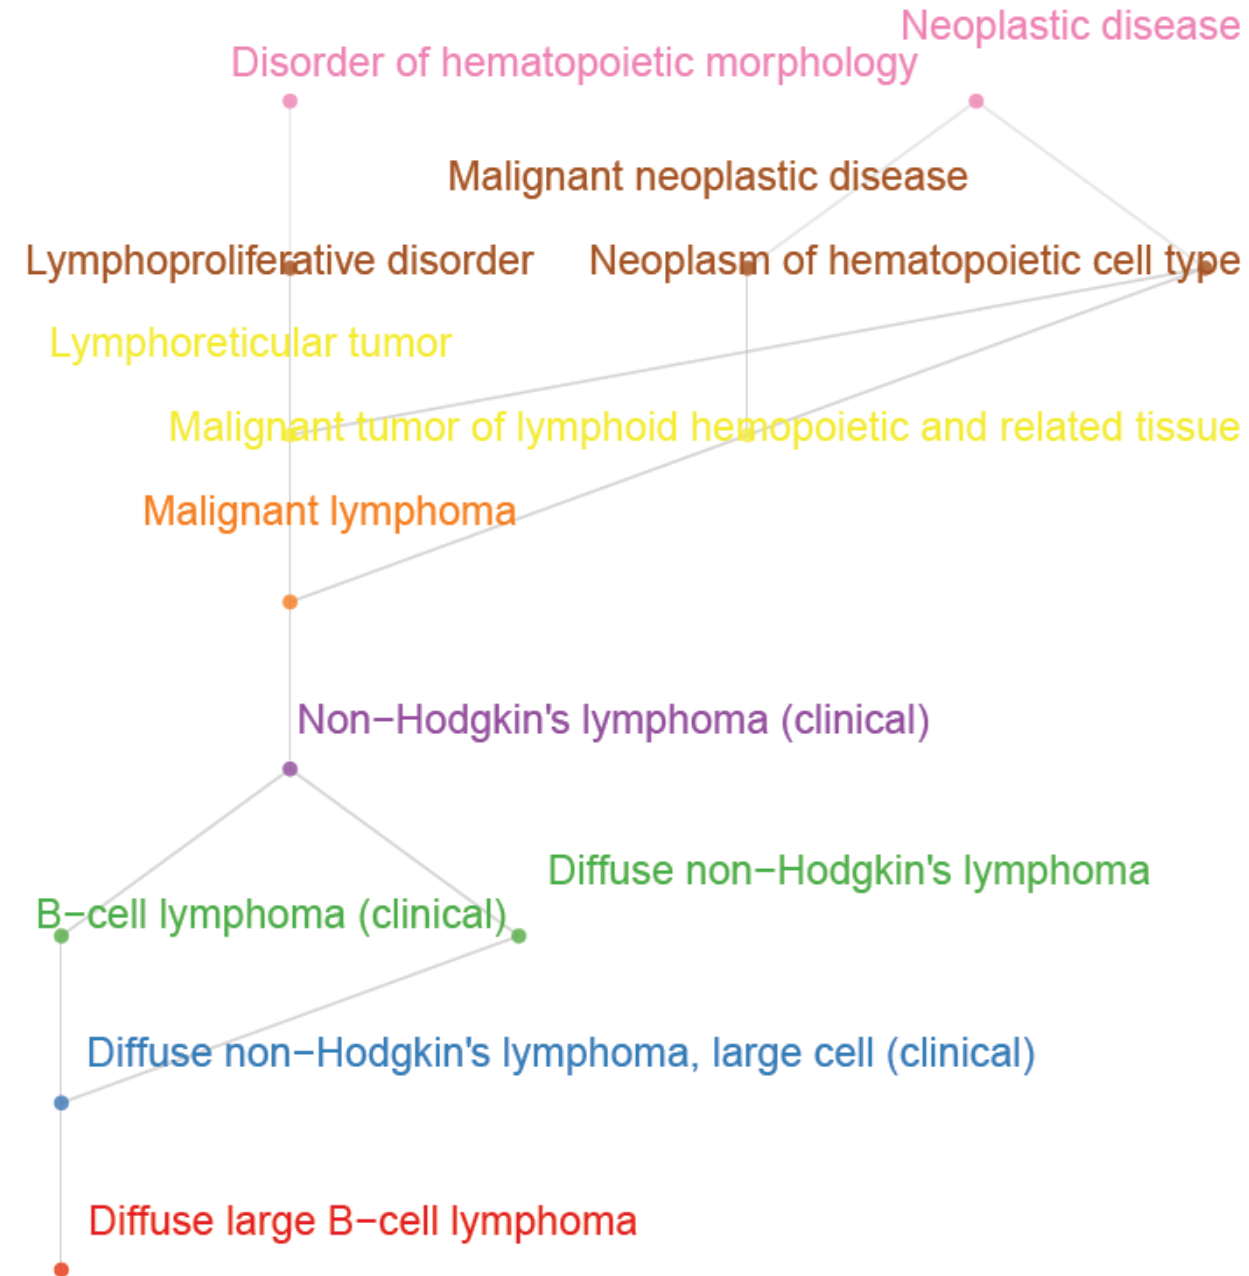 Neoplastic disease
Disorder of hematopoietic morphology
Malignant neoplastic disease
Lymphoproliferative disorder
Neoplasm of hematopoietic cell type
Lymphoreticular tumor
Malignant tumor of lymphoid hemopoietic and related tissue
Malignant lymphoma
Non−Hodgkin's lymphoma (clinical)
Diffuse non−Hodgkin's lymphoma
B−cell lymphoma (clinical)
Diffuse non−Hodgkin's lymphoma, large cell (clinical)
Diffuse large B−cell lymphoma